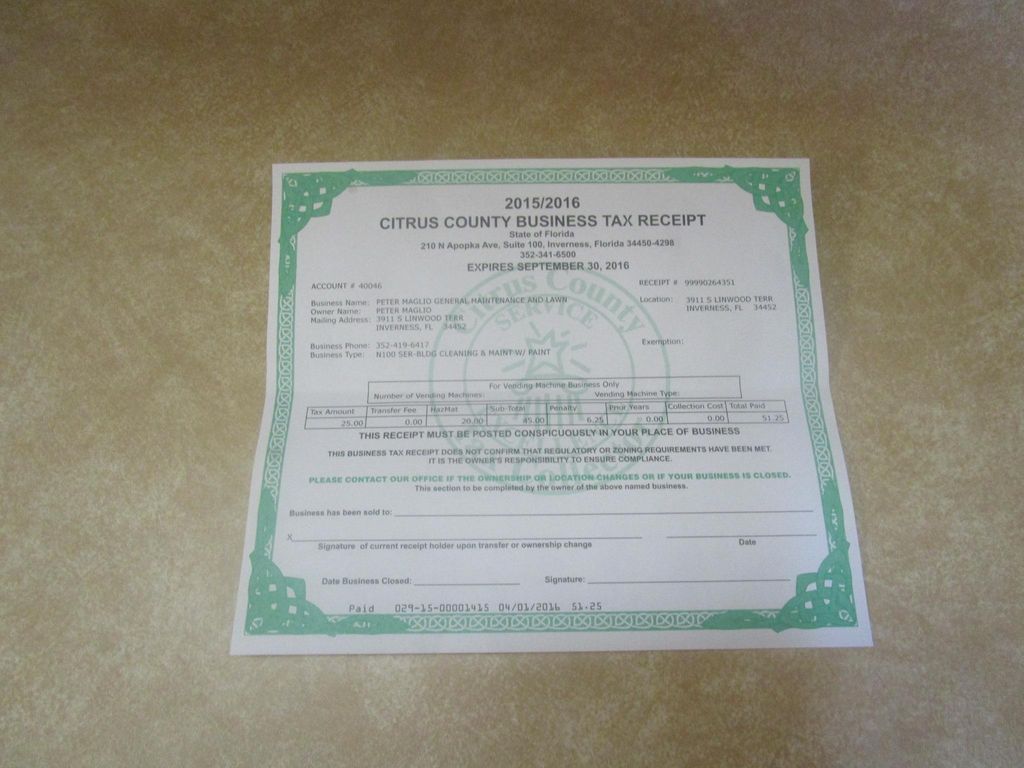 2015/2016
CITRUS COUNTY BUSINESS TAX RECEIPT
State of Florida
210 N Apopka Ave, Suite 100, Inverness, Florida 34450-4298
352-341-6500
EXPIRES SEPTEMBER 30, 2016
ACCOUNT # 40046 RECEIPT # 99990264351
Business Name: PETER MAGLIO GENERAL MAINTENANCE AND LAWN Location: 3911 S LINWOOD TERR
Owner Name: PETER MAGLIO INVERNESS, FL 34452
Mailing Address: 3911 S LINWOOD TERR
INVERNESS, FL 34452
Business Phone: 352-419-6417 Exemption:
Business Type: N100 SER-BLDG CLEANING & MAINT W/ PAINT
Citrus County
SERVICE
For Vending Machine Business Only
Number of Vending Machines: Vending Machine Type:
Tax Amount Transfer Fee HazMat Sub-Total Penalty Prior Years Collection Cost Total Paid
25.00 0.00 20.00 45.00 6.25 0.00 0.00 51.25
THIS RECEIPT MUST BE POSTED CONSPICUOUSLY IN YOUR PLACE OF BUSINESS
THIS BUSINESS TAX RECEIPT DOES NOT CONFIRM THAT REGULATORY OR ZONING REQUIREMENTS HAVE BEEN MET.
IT IS THE OWNER'S RESPONSIBILITY TO ENSURE COMPLIANCE.
PLEASE CONTACT OUR OFFICE IF THE OWNERSHIP OR LOCATION CHANGES OR IF YOUR BUSINESS IS CLOSED.
This section to be completed by the owner of the above named business.
Business has been sold to:
X
Signature of current receipt holder upon transfer or ownership change Date
Date Business Closed: Signature:
Paid 029-15-00001415 04/01/2016 51.25